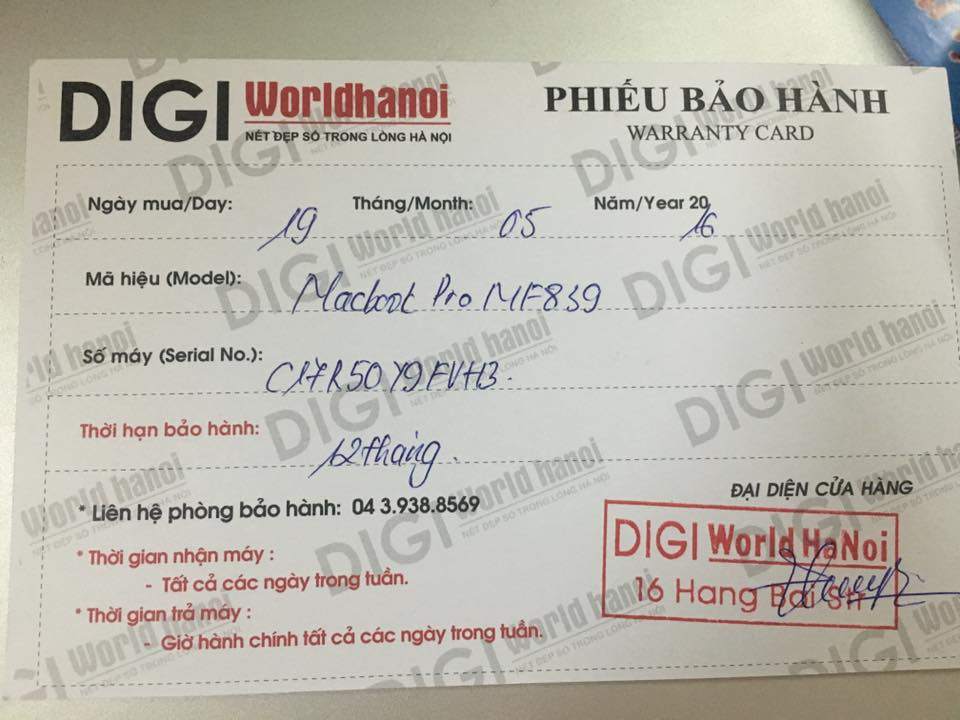 DIGI Worldhanoi
NÉT ĐẸP SỐ TRONG LÒNG HÀ NỘI
PHIẾU BẢO HÀNH
WARRANTY CARD
Ngày mua/Day: 19 Tháng/Month: 05 Năm/Year 2016
Mã hiệu (Model): Macbook Pro MF839
Số máy (Serial No.): C17R50Y9FVH3.
Thời hạn bảo hành: 12 tháng.
* Liên hệ phòng bảo hành: 04 3.938.8569
* Thời gian nhận máy :
- Tất cả các ngày trong tuần.
* Thời gian trả máy :
- Giờ hành chính tất cả các ngày trong tuần.
ĐẠI DIỆN CỬA HÀNG
DIGI World HaNoi
16 Hang Bai Str